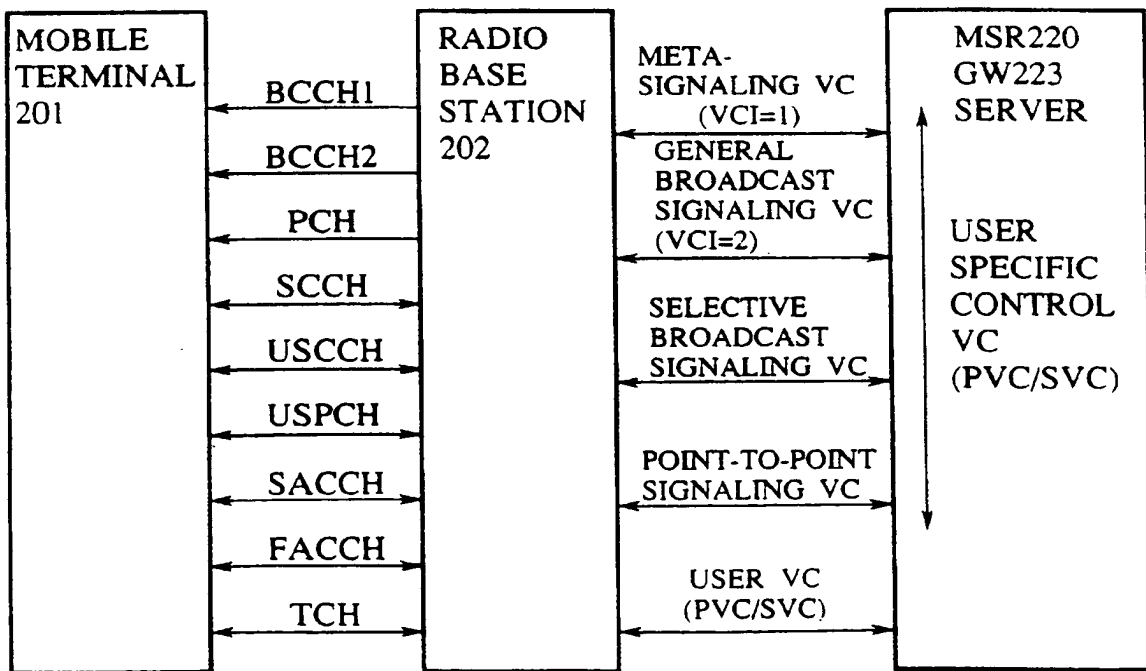 MOBILE
TERMINAL
201
BCCH1
BCCH2
PCH
SCCH
USCCH
USPCH
SACCH
FACCH
TCH
RADIO
BASE
STATION
202
META-
SIGNALING VC
(VCI=1)
GENERAL
BROADCAST
SIGNALING VC
(VCI=2)
SELECTIVE
BROADCAST
SIGNALING VC
POINT-TO-POINT
SIGNALING VC
USER VC
(PVC/SVC)
MSR220
GW223
SERVER
USER
SPECIFIC
CONTROL
VC
(PVC/SVC)